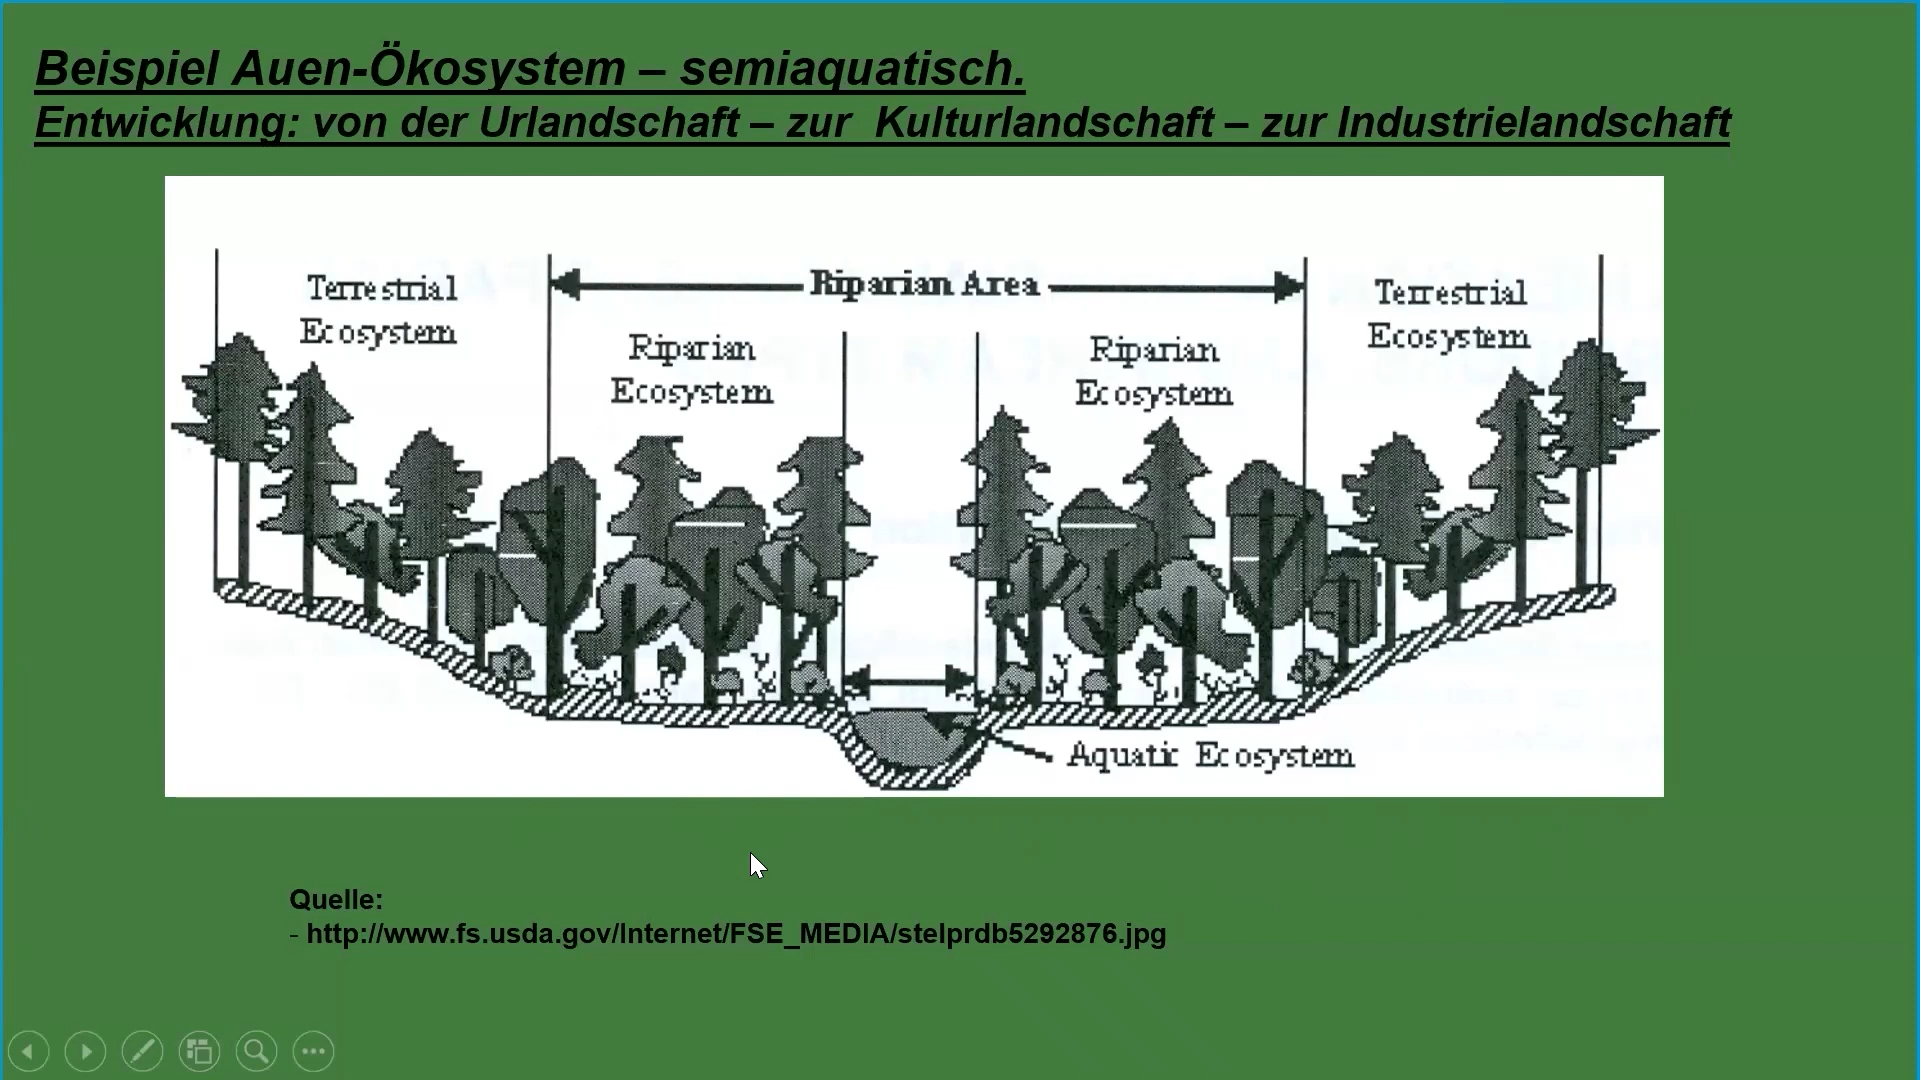 Beispiel Auen-Ökosystem – semiaquatisch.
Entwicklung: von der Urlandschaft – zur Kulturlandschaft – zur Industrielandschaft
Terrestrial
Ecosystem
Riparian Area
Riparian
Ecosystem
Riparian
Ecosystem
Terrestrial
Ecosystem
Aquatic Ecosystem
Quelle:
- http://www.fs.usda.gov/Internet/FSE_MEDIA/stelprdb5292876.jpg